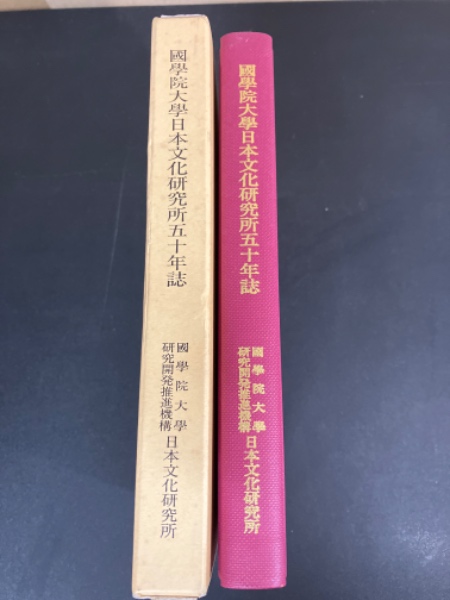 國學院大學日本文化研究所五十年誌
國學院大學
研究開発推進機構
日本文化研究所
國學院大學日本文化研究所五十年誌
國學院大學
研究開発推進機構
日本文化研究所